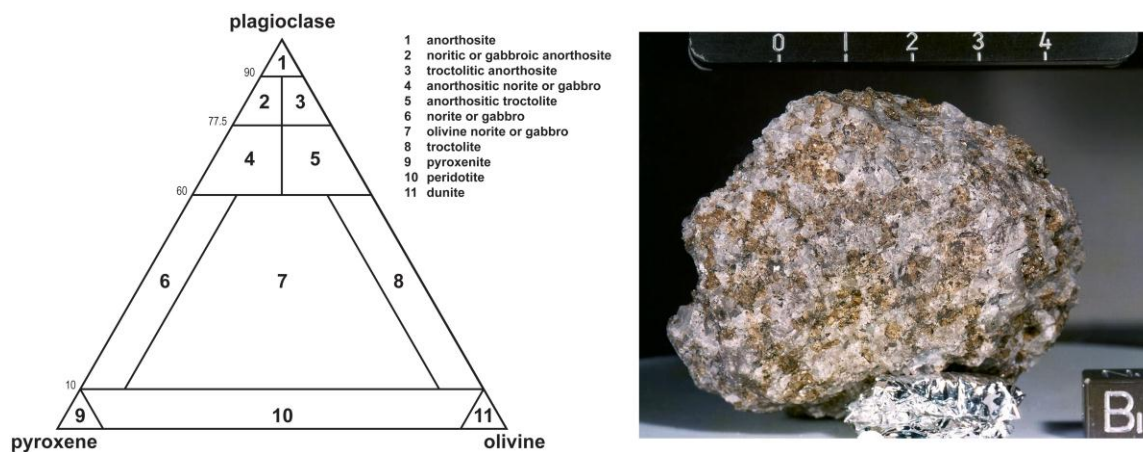 plagioclase
1 anorthosite
2 noritic or gabbroic anorthosite
3 troctolitic anorthosite
4 anorthositic norite or gabbro
5 anorthositic troctolite
6 norite or gabbro
7 olivine norite or gabbro
8 troctolite
9 pyroxenite
10 peridotite
11 dunite
90
1
2 3
77.5
4 5
60
6 7 8
10
9 10 11
pyroxene olivine
0 1 2 3 4
B